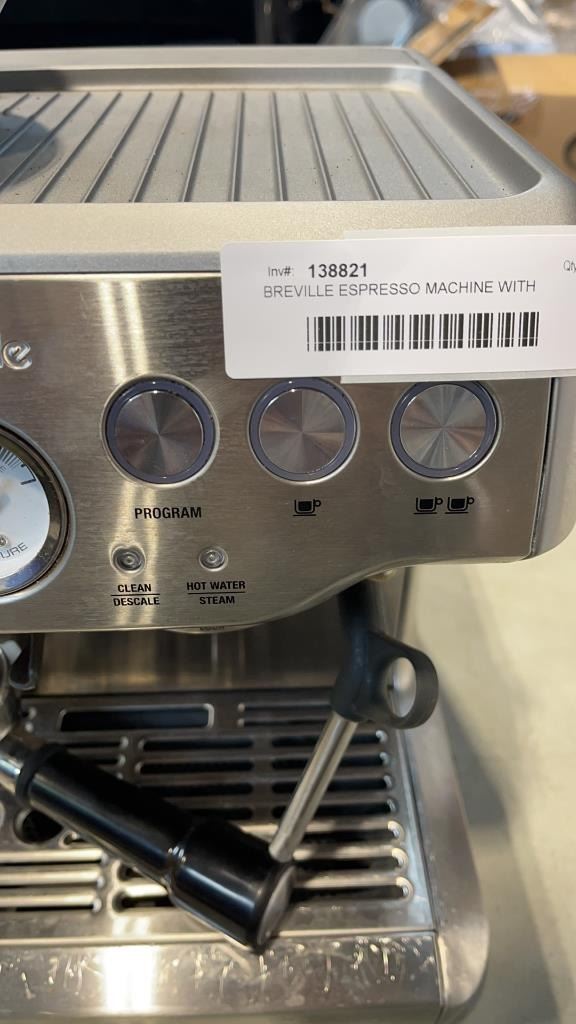 Inv#: 138821
BREVILLE ESPRESSO MACHINE WITH
PROGRAM
CLEAN
DESCALE
HOT WATER
STEAM